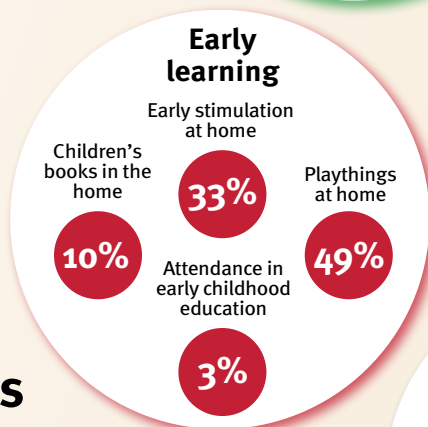 Early
learning
Early stimulation
at home
33%
Children's
books in the
home
10%
Playthings
at home
49%
Attendance in
early childhood
education
3%
s